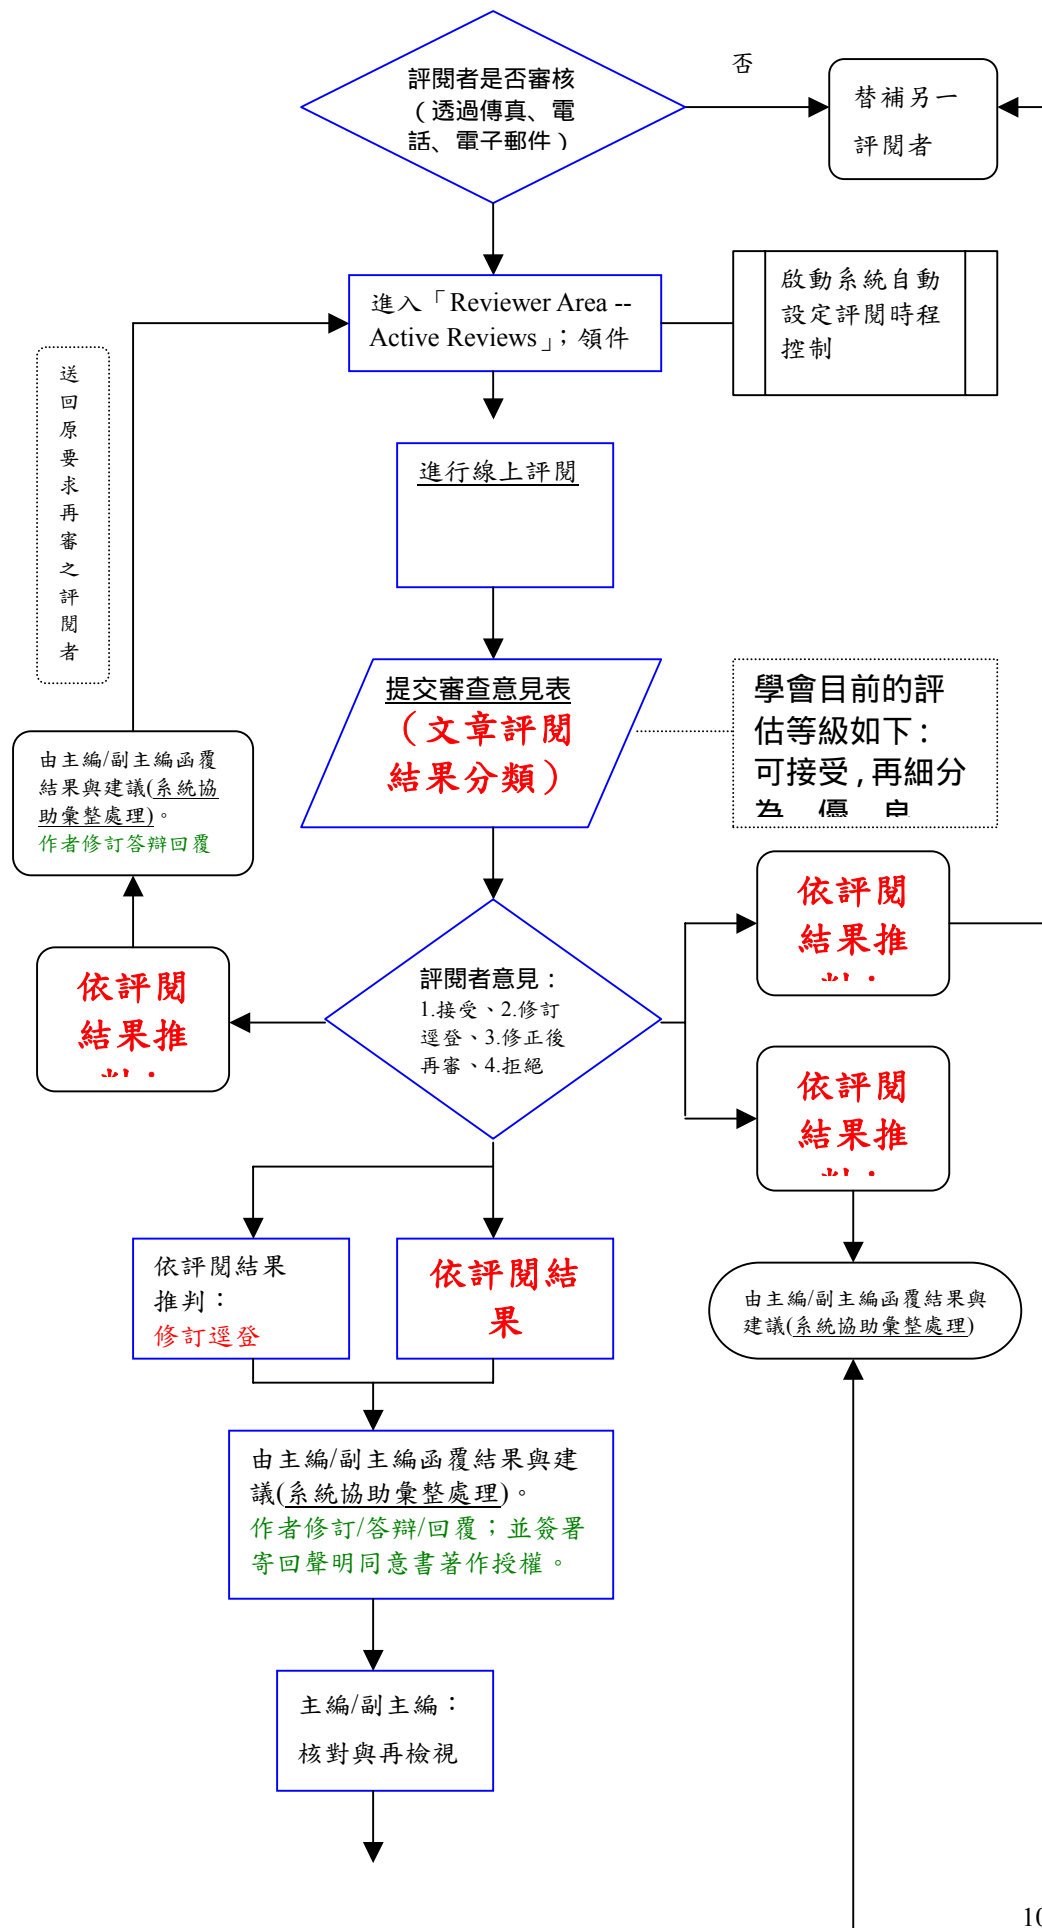 評閱者是否審核
（透過傳真、電
話、電子郵件）
否
替補另一
評閱者
進入「Reviewer Area --
Active Reviews」；領件
啟動系統自動
設定評閱時程
控制
送
回
原
要
求
再
審
之
評
閱
者
進行線上評閱
提交審查意見表
（文章評閱
結果分類）
學會目前的評
估等級如下：
可接受，再細分
為 優 良
由主編/副主編函覆
結果與建議(系統協
助彙整處理)。
作者修訂答辯回覆
依評閱
結果推
依評閱
結果推
評閱者意見：
1.接受、2.修訂
逕登、3.修正後
再審、4.拒絕
依評閱
結果推
依評閱結果
推判：
修訂逕登
依評閱結
果
由主編/副主編函覆結果與
建議(系統協助彙整處理)
由主編/副主編函覆結果與建
議(系統協助彙整處理)。
作者修訂/答辯/回覆；並簽署
寄回聲明同意書著作授權。
主編/副主編：
核對與再檢視
10